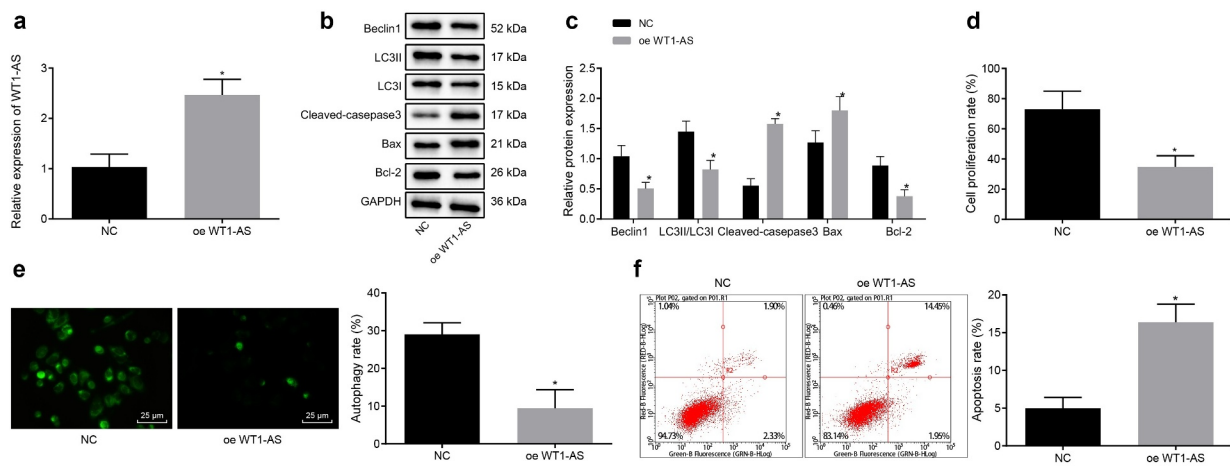 a
Relative expression of WT1-AS
3
2
1
0
*
NC
oe WT1-AS
b
Beclin1
52 kDa
LC3II
17 kDa
LC3I
15 kDa
Cleaved-casepase3
17 kDa
Bax
21 kDa
Bcl-2
26 kDa
GAPDH
36 kDa
NC
oe WT1-AS
c
NC
oe WT1-AS
Relative protein expression
2.5
2.0
1.5
1.0
0.5
0.0
*
*
*
*
*
Beclin1 LC3II/LC3I Cleaved-casepase3 Bax Bcl-2
d
Cell proliferation rate (%)
100
80
60
40
20
0
*
NC
oe WT1-AS
e
25 µm
25 µm
NC
oe WT1-AS
Autophagy rate (%)
40
30
20
10
0
*
NC
oe WT1-AS
f
NC
Plot P02, gated on P01.R1
1.04%
1.90%
R2
94.73%
2.33%
Red-B Fluorescence (RED-B-HLog)
Green-B Fluorescence (GRN-B-HLog)
oe WT1-AS
Plot P02, gated on P01.R1
0.46%
14.45%
R2
83.14%
1.95%
Red-B Fluorescence (RED-B-HLog)
Green-B Fluorescence (GRN-B-HLog)
Apoptosis rate (%)
20
15
10
5
0
*
NC
oe WT1-AS